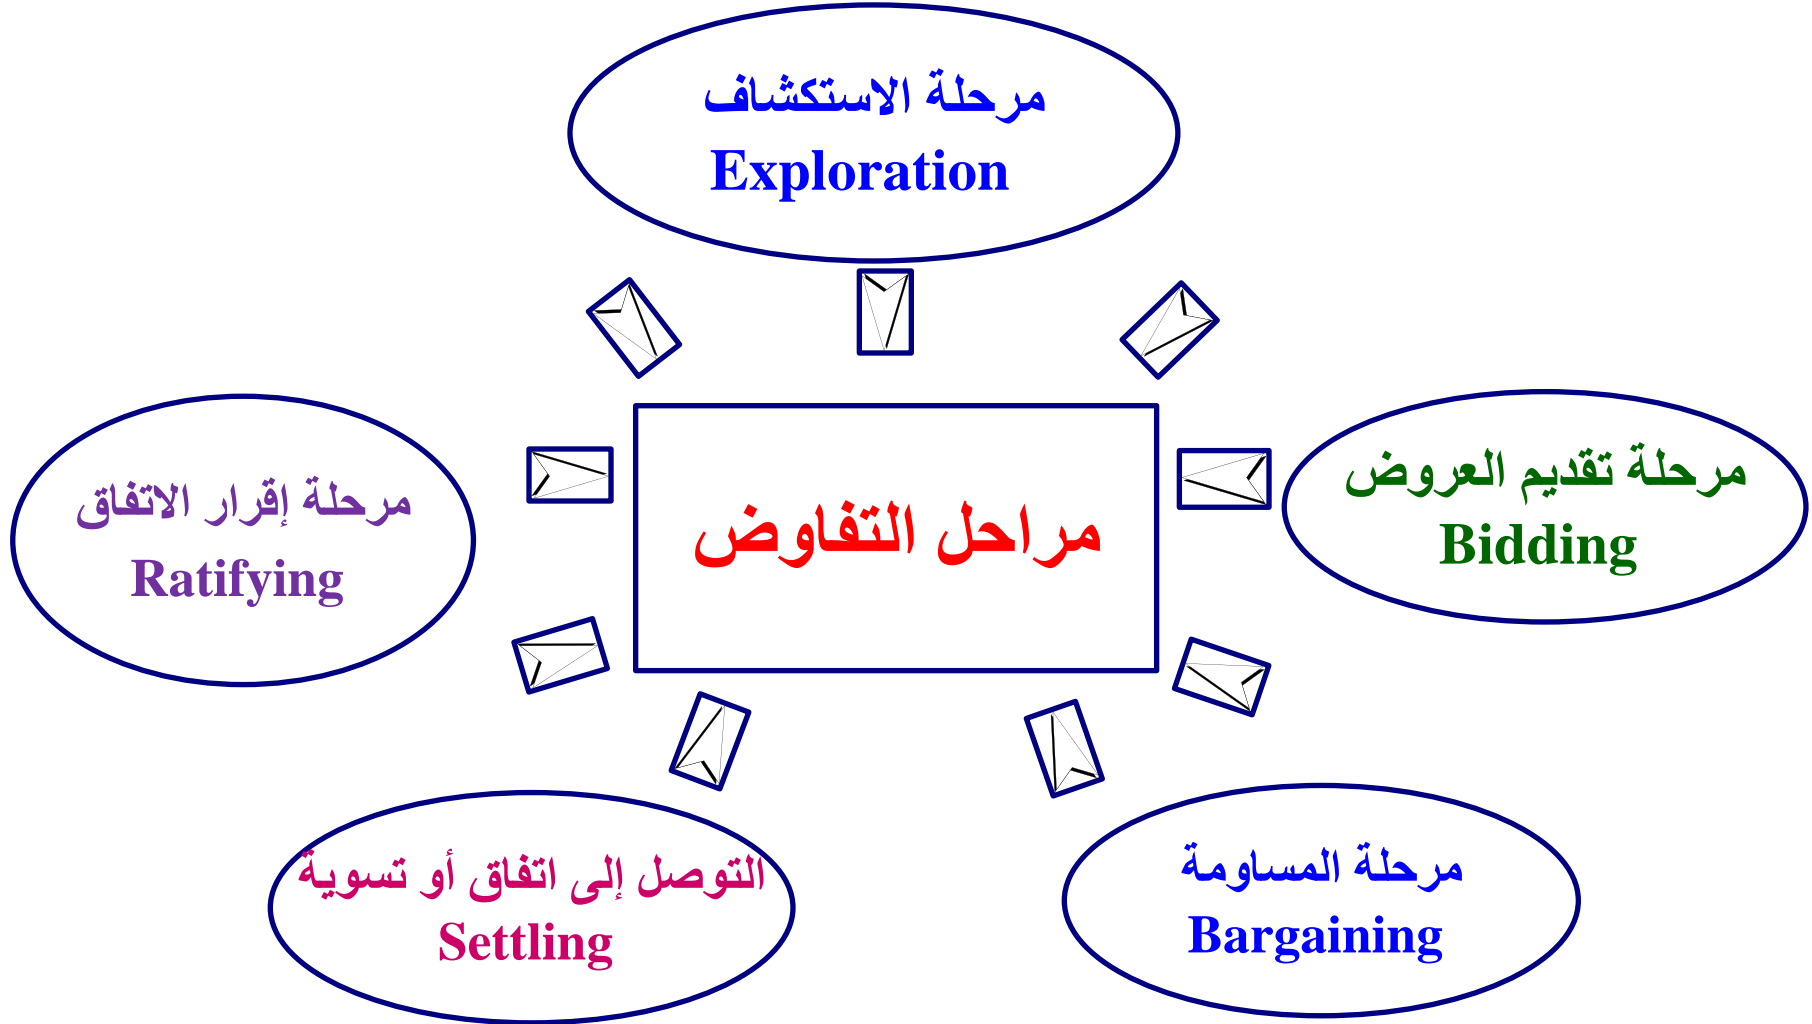 مرحلة الاستكشاف
Exploration
مرحلة تقديم العروض
Bidding
مراحل التفاوض
مرحلة إقرار الاتفاق
Ratifying
مرحلة المساومة
Bargaining
التوصل إلى اتفاق أو تسوية
Settling